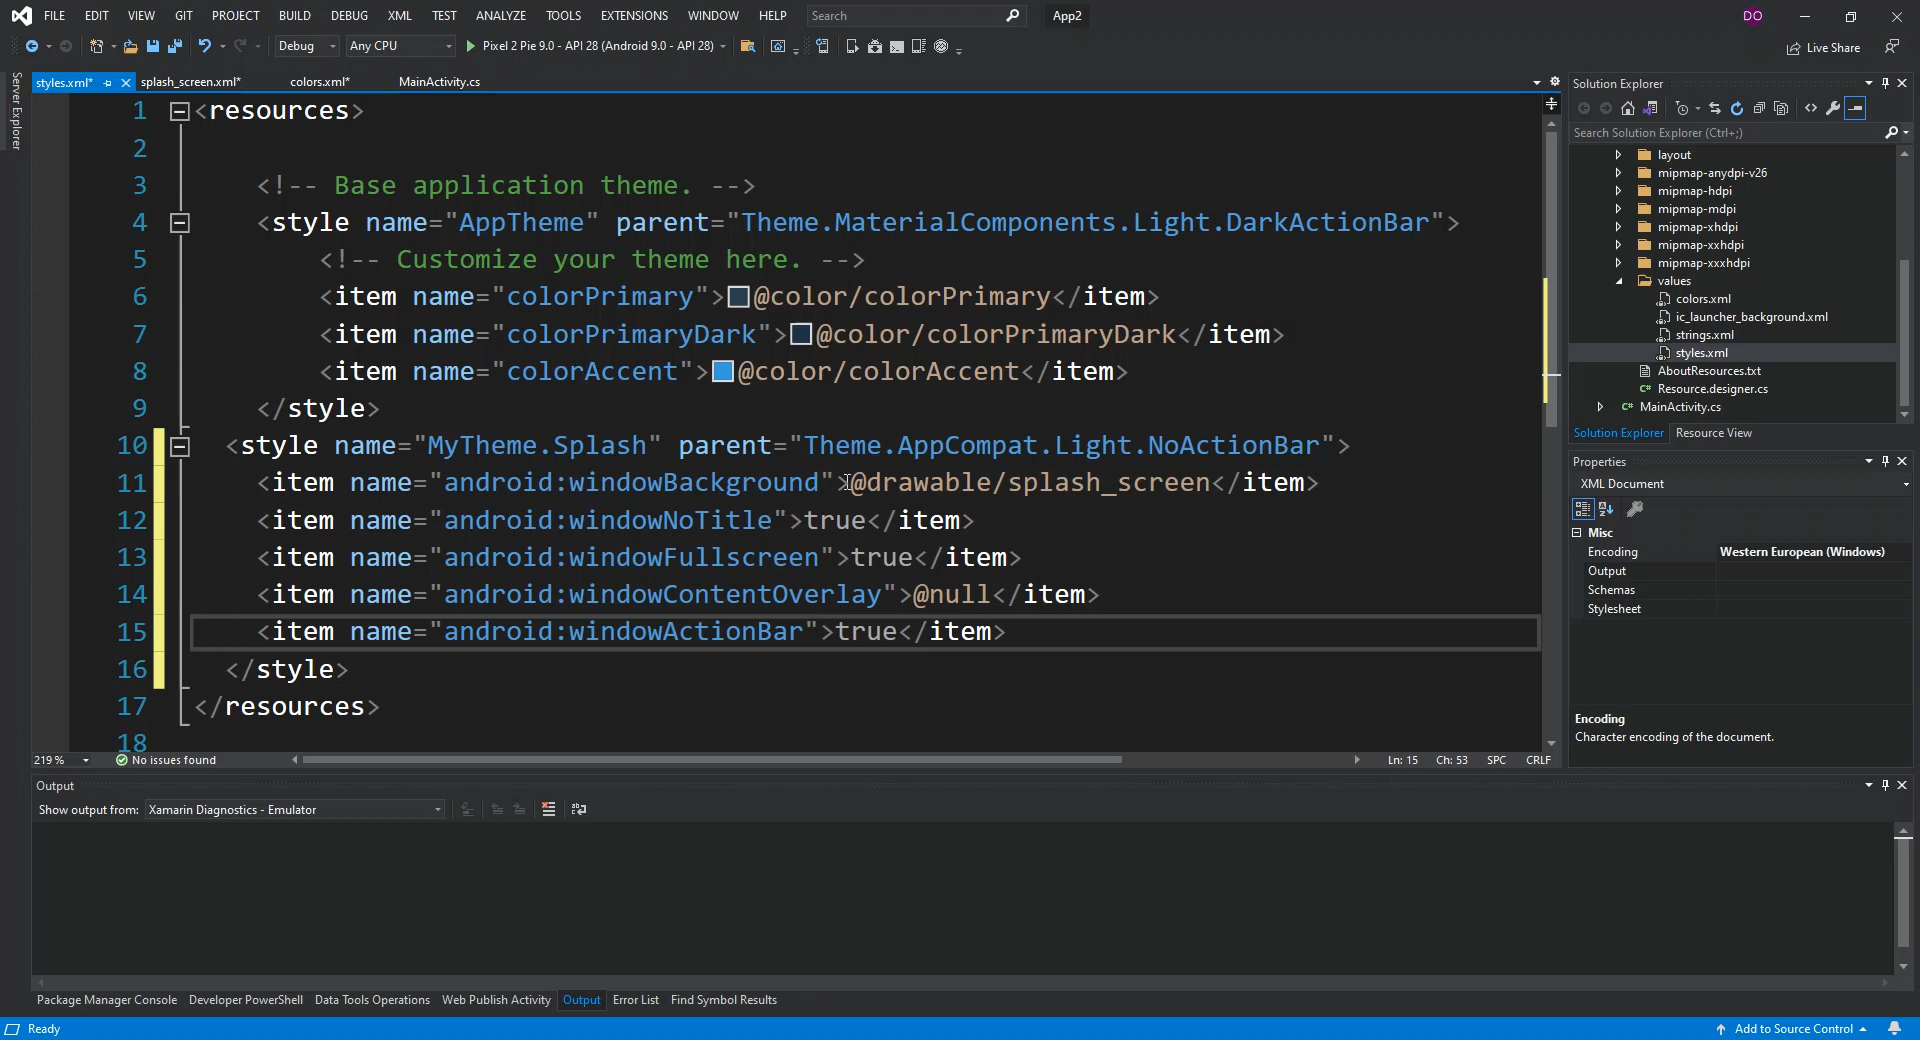 FILE EDIT VIEW GIT PROJECT BUILD DEBUG XML TEST ANALYZE TOOLS EXTENSIONS WINDOW HELP Search App2 DO
Debug Any CPU Pixel 2 Pie 9.0 - API 28 (Android 9.0 - API 28) Live Share
Server Explorer
styles.xml* splash_screen.xml* colors.xml* MainActivity.cs
1 <resources>
2
3 <!-- Base application theme. -->
4 <style name="AppTheme" parent="Theme.MaterialComponents.Light.DarkActionBar">
5 <!-- Customize your theme here. -->
6 <item name="colorPrimary">@color/colorPrimary</item>
7 <item name="colorPrimaryDark">@color/colorPrimaryDark</item>
8 <item name="colorAccent">@color/colorAccent</item>
9 </style>
10 <style name="MyTheme.Splash" parent="Theme.AppCompat.Light.NoActionBar">
11 <item name="android:windowBackground">@drawable/splash_screen</item>
12 <item name="android:windowNoTitle">true</item>
13 <item name="android:windowFullscreen">true</item>
14 <item name="android:windowContentOverlay">@null</item>
15 <item name="android:windowActionBar">true</item>
16 </style>
17 </resources>
18
219 % No issues found Ln: 15 Ch: 53 SPC CRLF
Solution Explorer
Search Solution Explorer (Ctrl+;)
layout
mipmap-anydpi-v26
mipmap-hdpi
mipmap-mdpi
mipmap-xhdpi
mipmap-xxhdpi
mipmap-xxxhdpi
values
colors.xml
ic_launcher_background.xml
strings.xml
styles.xml
AboutResources.txt
C# Resource.designer.cs
C# MainActivity.cs
Solution Explorer Resource View
Properties
XML Document
Misc
Encoding Western European (Windows)
Output
Schemas
Stylesheet
Encoding
Character encoding of the document.
Output
Show output from: Xamarin Diagnostics - Emulator
Package Manager Console Developer PowerShell Data Tools Operations Web Publish Activity Output Error List Find Symbol Results
Ready Add to Source Control